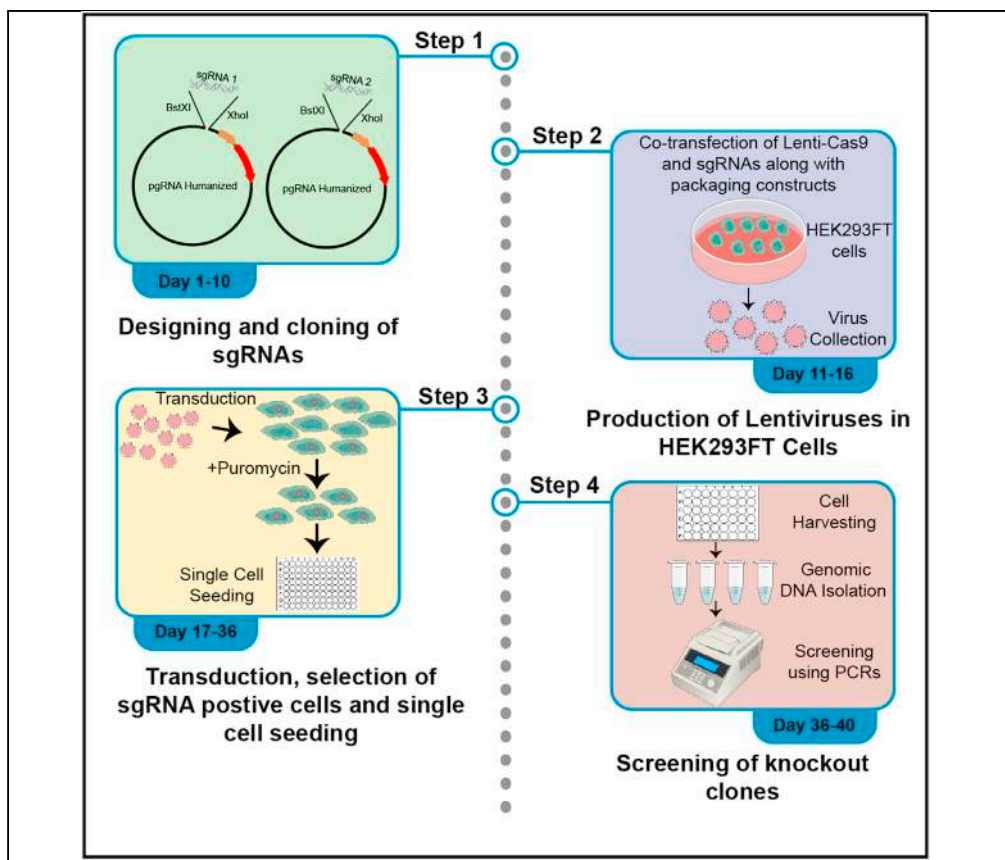 Step 1
sgRNA 1
BstXI
XhoI
pgRNA Humanized
sgRNA 2
BstXI
XhoI
pgRNA Humanized
Day 1-10
Designing and cloning of
sgRNAs
Step 2
Co-transfection of Lenti-Cas9
and sgRNAs along with
packaging constructs
HEK293FT
cells
Virus
Collection
Day 11-16
Production of Lentiviruses in
HEK293FT Cells
Step 3
Transduction
+Puromycin
Single Cell
Seeding
Day 17-36
Transduction, selection of
sgRNA postive cells and single
cell seeding
Step 4
Cell
Harvesting
Genomic
DNA Isolation
Screening
using PCRs
Day 36-40
Screening of knockout
clones